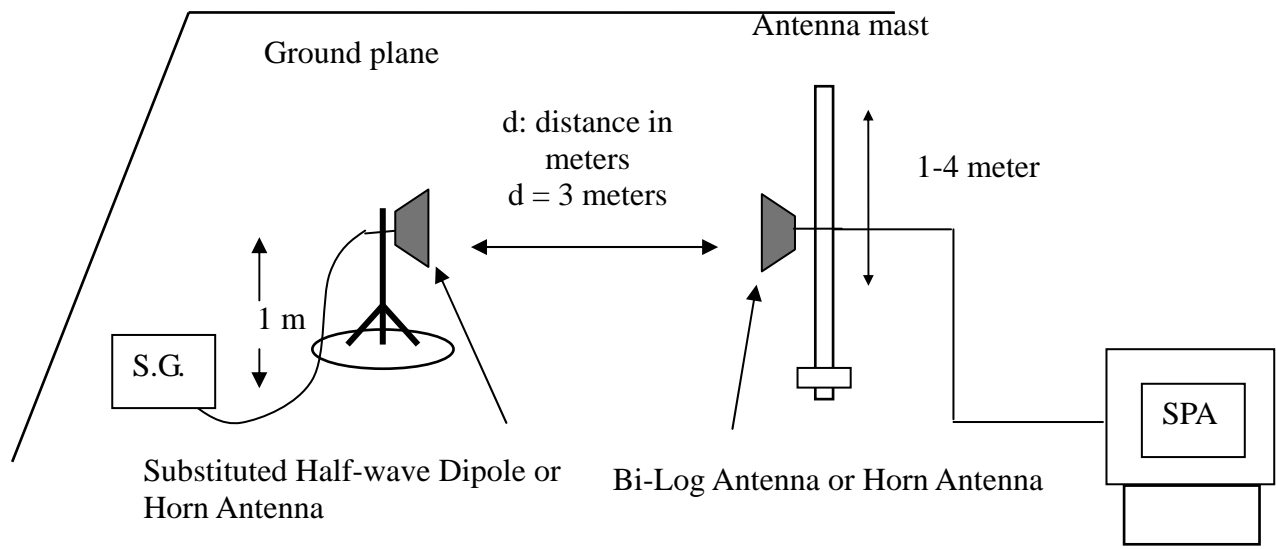 Antenna mast
Ground plane
d: distance in
meters
d = 3 meters
1-4 meter
1 m
S.G.
SPA
Substituted Half-wave Dipole or
Horn Antenna
Bi-Log Antenna or Horn Antenna